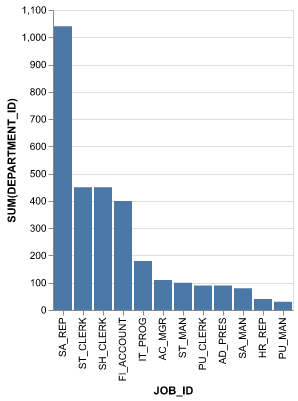 1,100
1,000
900
800
700
600
500
400
300
200
100
0
SUM(DEPARTMENT_ID)
SA_REP
ST_CLERK
SH_CLERK
FI_ACCOUNT
IT_PROG
AC_MGR
ST_MAN
PU_CLERK
AD_PRES
SA_MAN
HR_REP
PU_MAN
JOB_ID